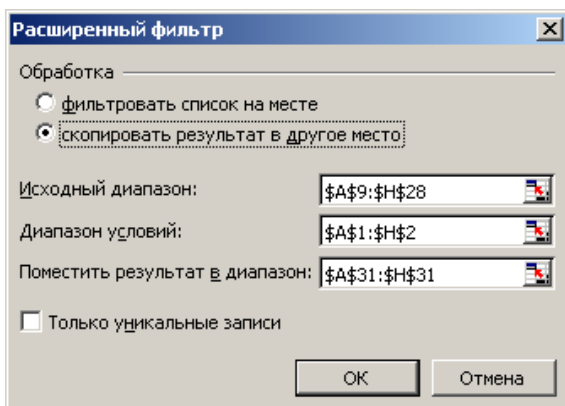 Расширенный фильтр
Обработка
фильтровать список на месте
скопировать результат в другое место
Исходный диапазон: $A$9:$H$28
Диапазон условий: $A$1:$H$2
Поместить результат в диапазон: $A$31:$H$31
Только уникальные записи
ОК Отмена